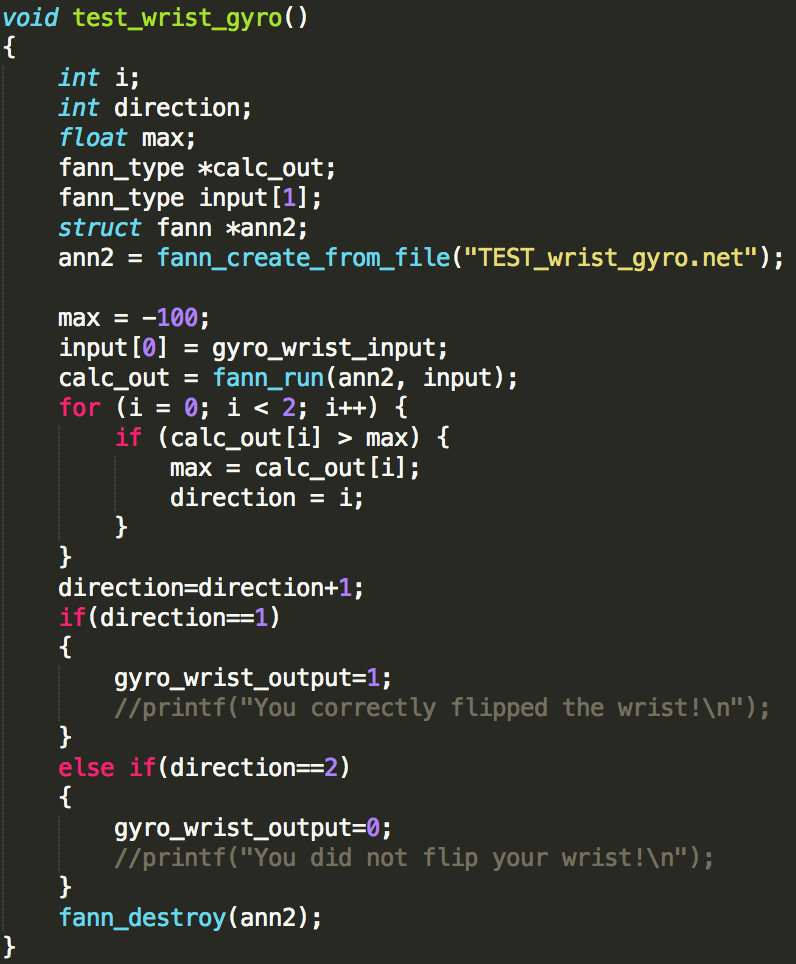 void test_wrist_gyro()
{
    int i;
    int direction;
    float max;
    fann_type *calc_out;
    fann_type input[1];
    struct fann *ann2;
    ann2 = fann_create_from_file("TEST_wrist_gyro.net");

    max = -100;
    input[0] = gyro_wrist_input;
    calc_out = fann_run(ann2, input);
    for (i = 0; i < 2; i++) {
        if (calc_out[i] > max) {
            max = calc_out[i];
            direction = i;
        }
    }
    direction=direction+1;
    if(direction==1)
    {
        gyro_wrist_output=1;
        //printf("You correctly flipped the wrist!\n");
    }
    else if(direction==2)
    {
        gyro_wrist_output=0;
        //printf("You did not flip your wrist!\n");
    }
    fann_destroy(ann2);
}